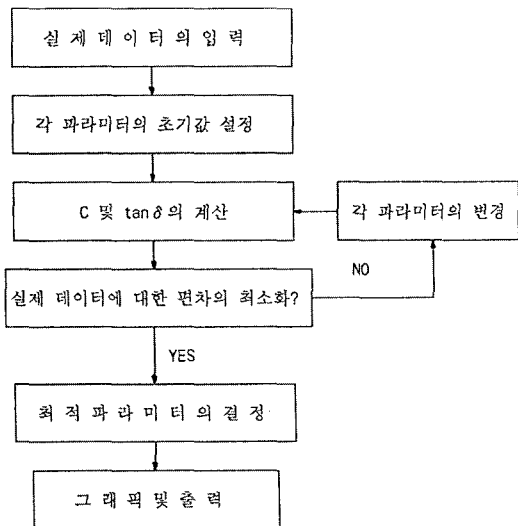 실 제 데 이 터 의 입 력
각 파라미터의 초기값 설정
C 및 tanδ의 계산
각 파라미터의 변경
NO
실제 데이터에 대한 편차의 최소화?
YES
최 적 파 라 미 터 의 결 정
그 래 픽 및 출 력